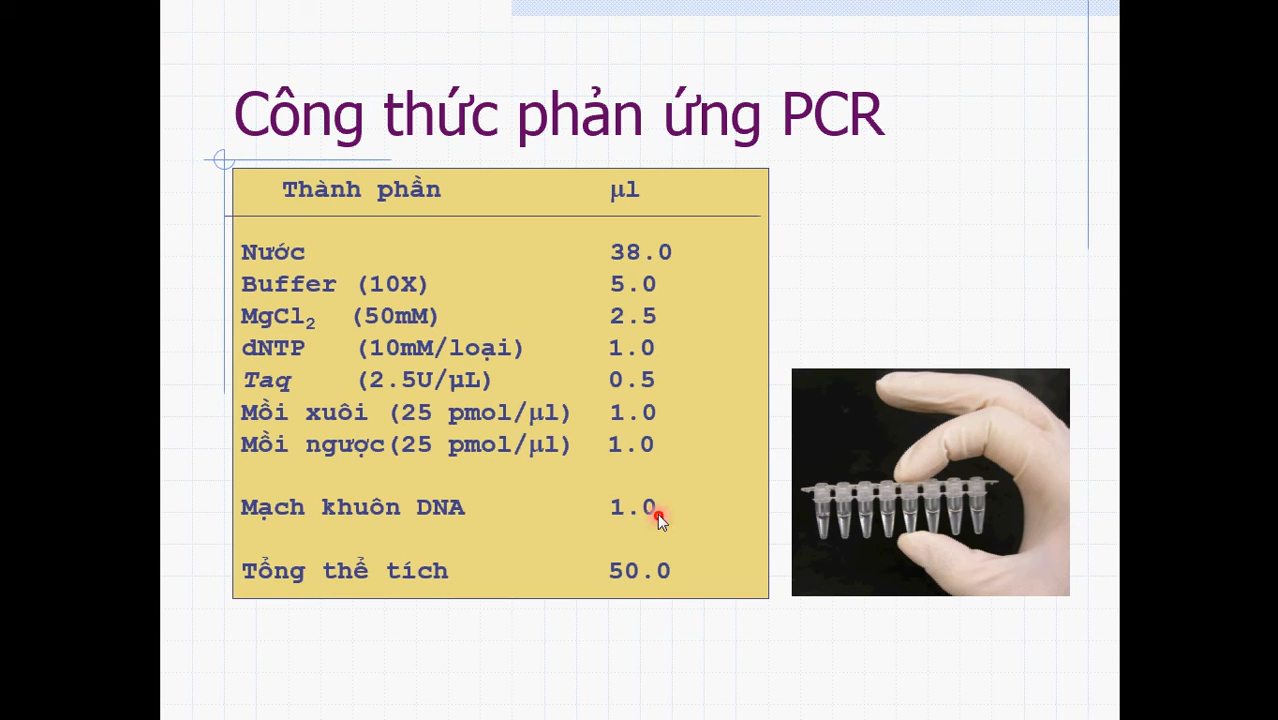 Công thức phản ứng PCR
Thành phần μl
Nước 38.0
Buffer (10X) 5.0
MgCl₂ (50mM) 2.5
dNTP (10mM/loại) 1.0
Taq (2.5U/µL) 0.5
Mồi xuôi (25 pmol/μl) 1.0
Mồi ngược(25 pmol/μl) 1.0
Mạch khuôn DNA 1.0
Tổng thể tích 50.0